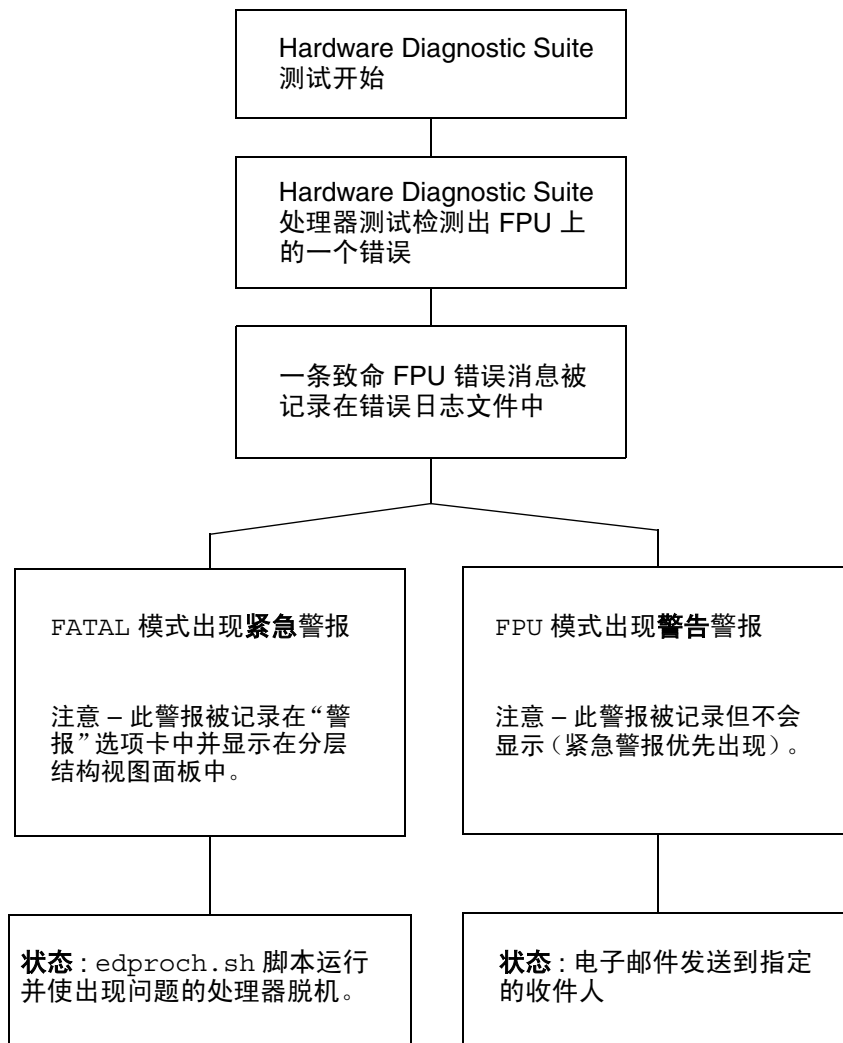 Hardware Diagnostic Suite
测试开始
Hardware Diagnostic Suite
处理器测试检测出 FPU 上
的一个错误
一条致命 FPU 错误消息被
记录在错误日志文件中
FATAL 模式出现紧急警报
注意 – 此警报被记录在“警
报”选项卡中并显示在分层
结构视图面板中。
FPU 模式出现警告警报
注意 – 此警报被记录但不会
显示（紧急警报优先出现）。
状态 : edproch.sh 脚本运行
并使出现问题的处理器脱机。
状态 : 电子邮件发送到指定
的收件人